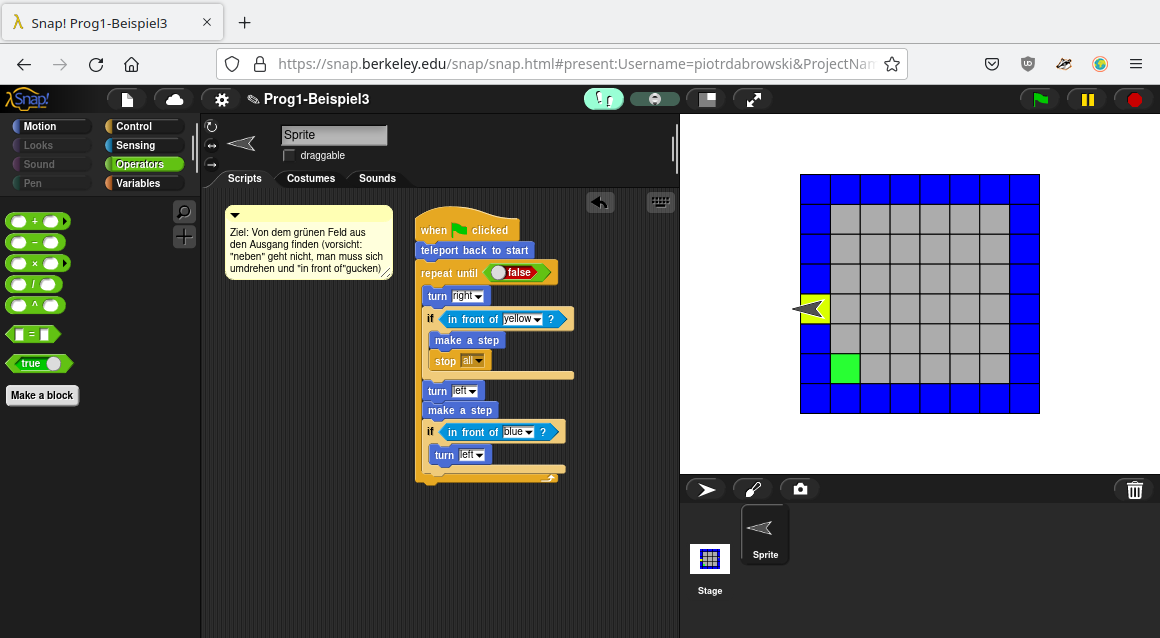 Snap! Prog1-Beispiel3
https://snap.berkeley.edu/snap/snap.html#present:Username=piotrdabrowski&ProjectNam
Snap!
Prog1-Beispiel3
Motion
Control
Looks
Sensing
Sound
Operators
Pen
Variables
+
−
×
/
^
=
true
Make a block
Sprite
draggable
Scripts
Costumes
Sounds
Ziel: Von dem grünen Feld aus
den Ausgang finden (vorsicht:
"neben" geht nicht, man muss sich
umdrehen und "in front of"gucken)
when clicked
teleport back to start
repeat until false
turn right
if in front of yellow ?
make a step
stop all
turn left
make a step
if in front of blue ?
turn left
Stage
Sprite